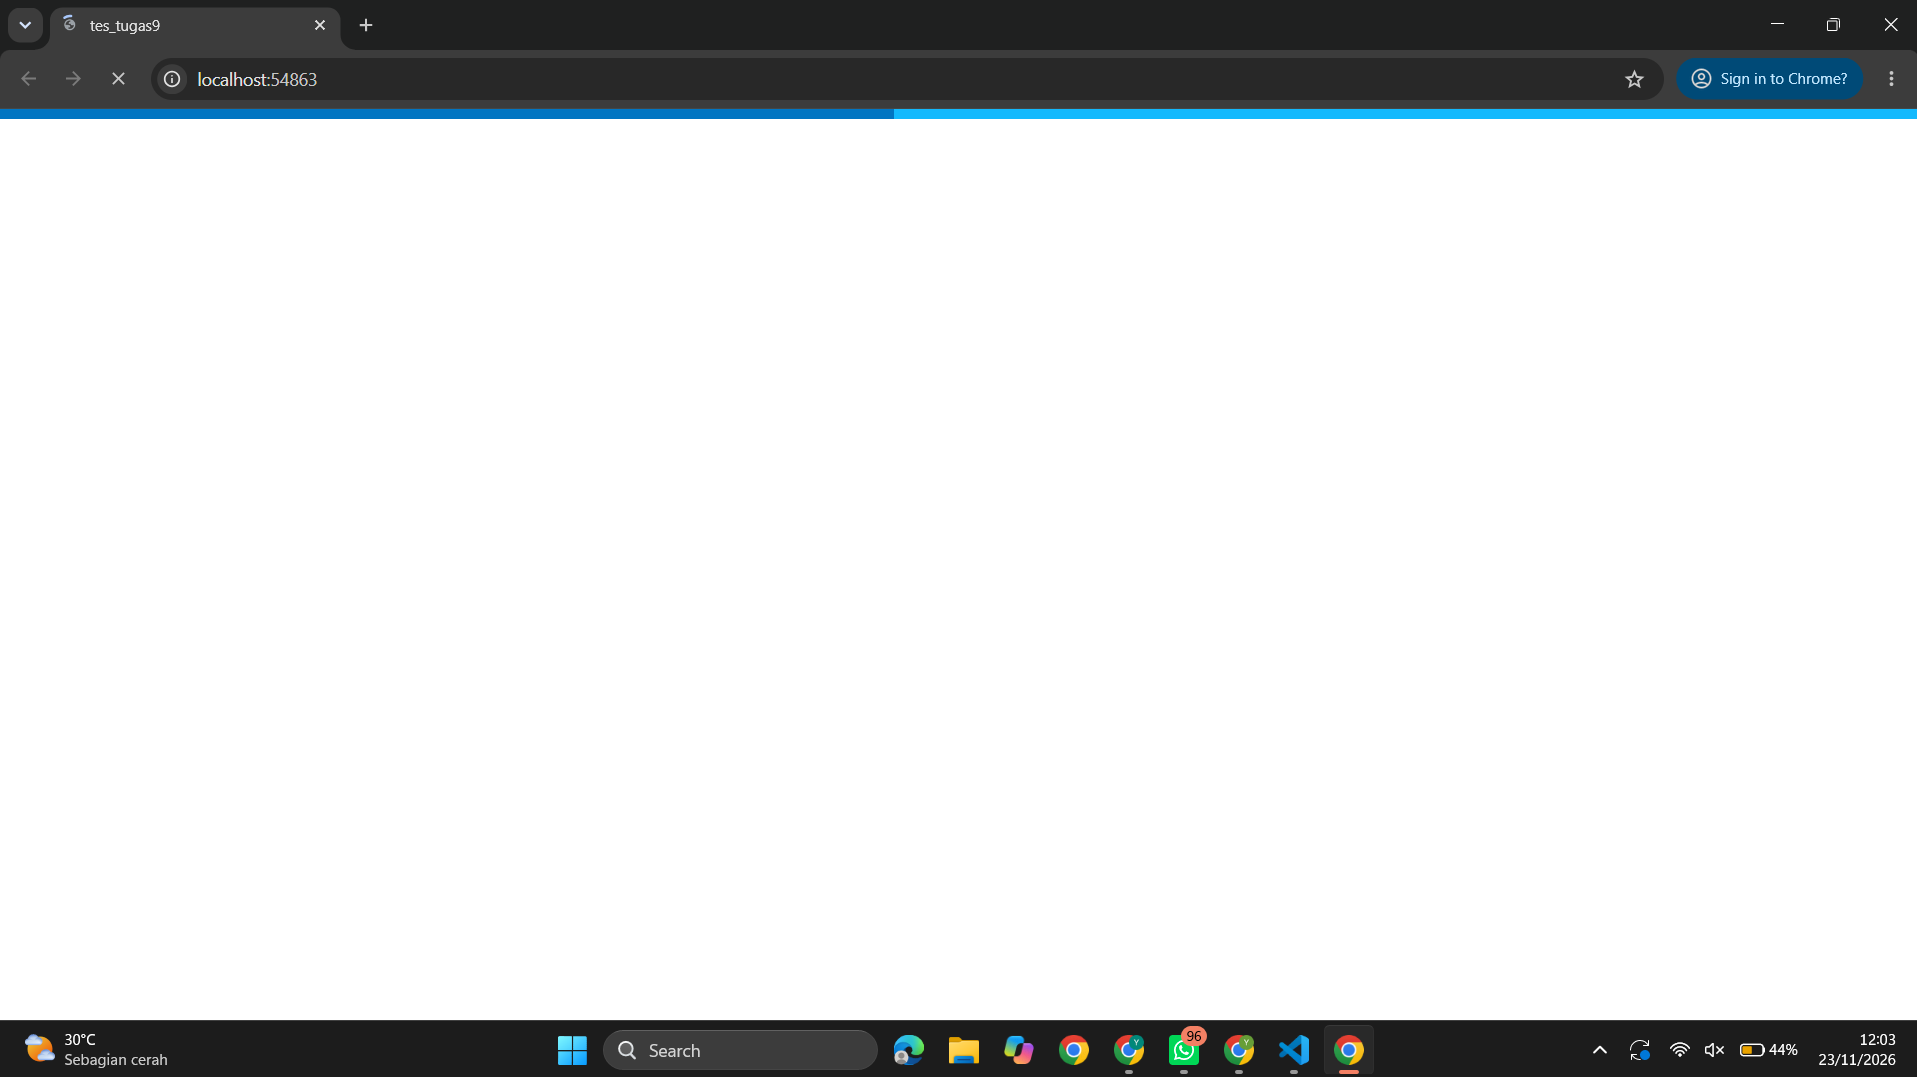 tes_tugas9
localhost:54863
Sign in to Chrome?
30°C
Sebagian cerah
Search
Y
96
Y
44%
12:03
23/11/2026